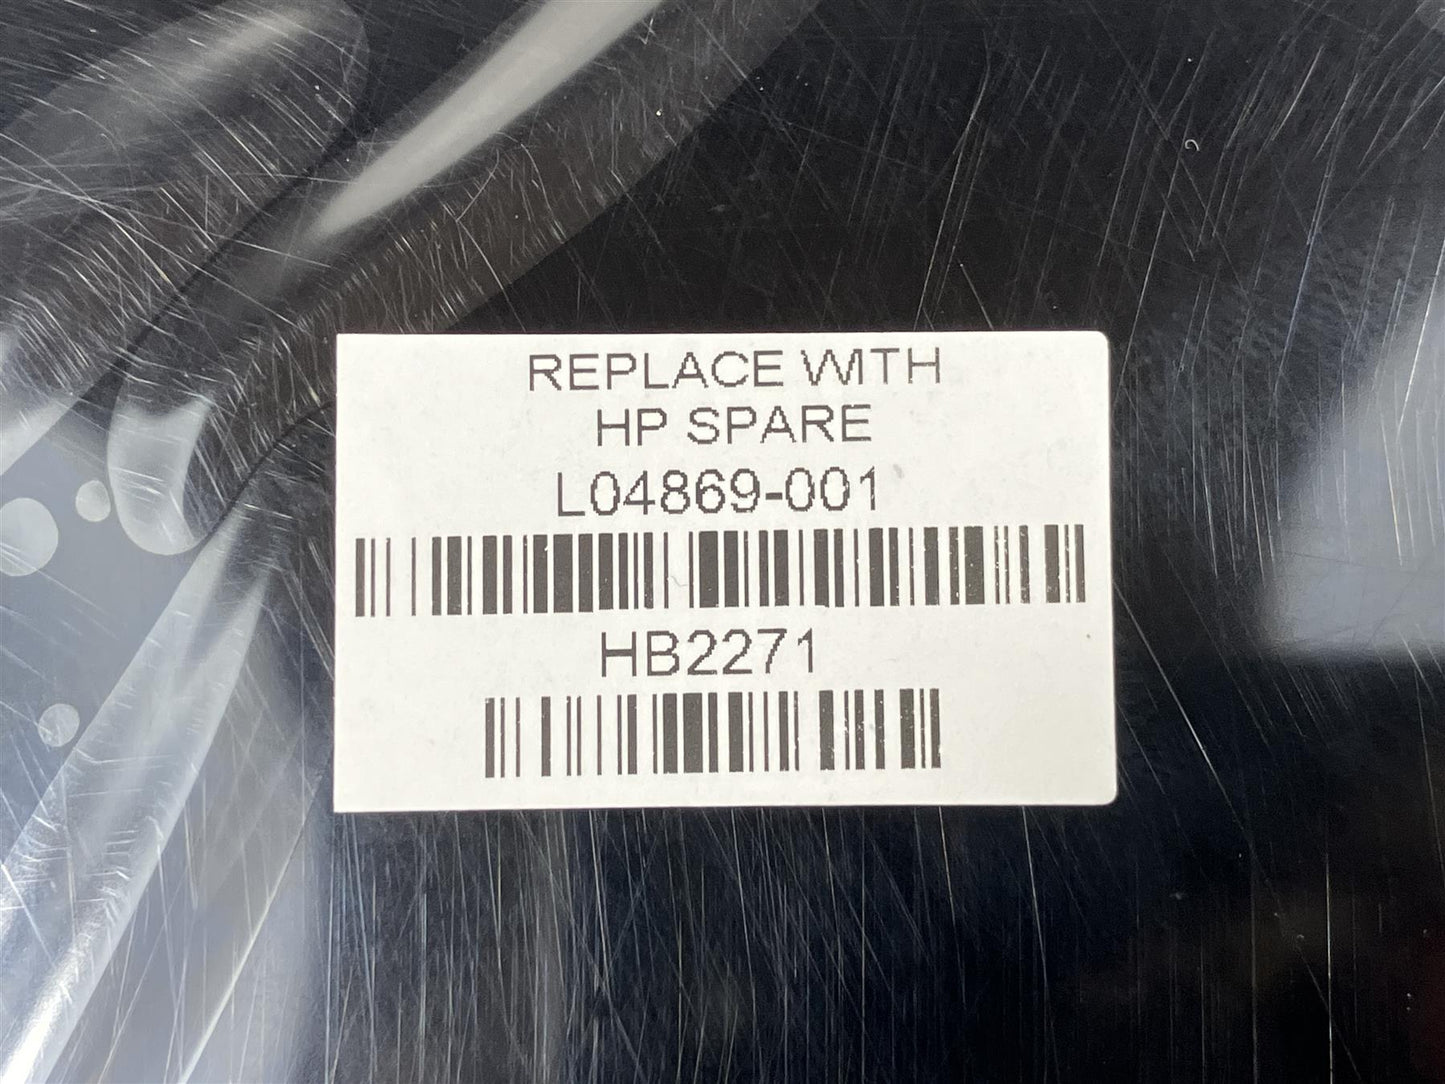 REPLACE WITH
HP SPARE
L04869-001
HB2271